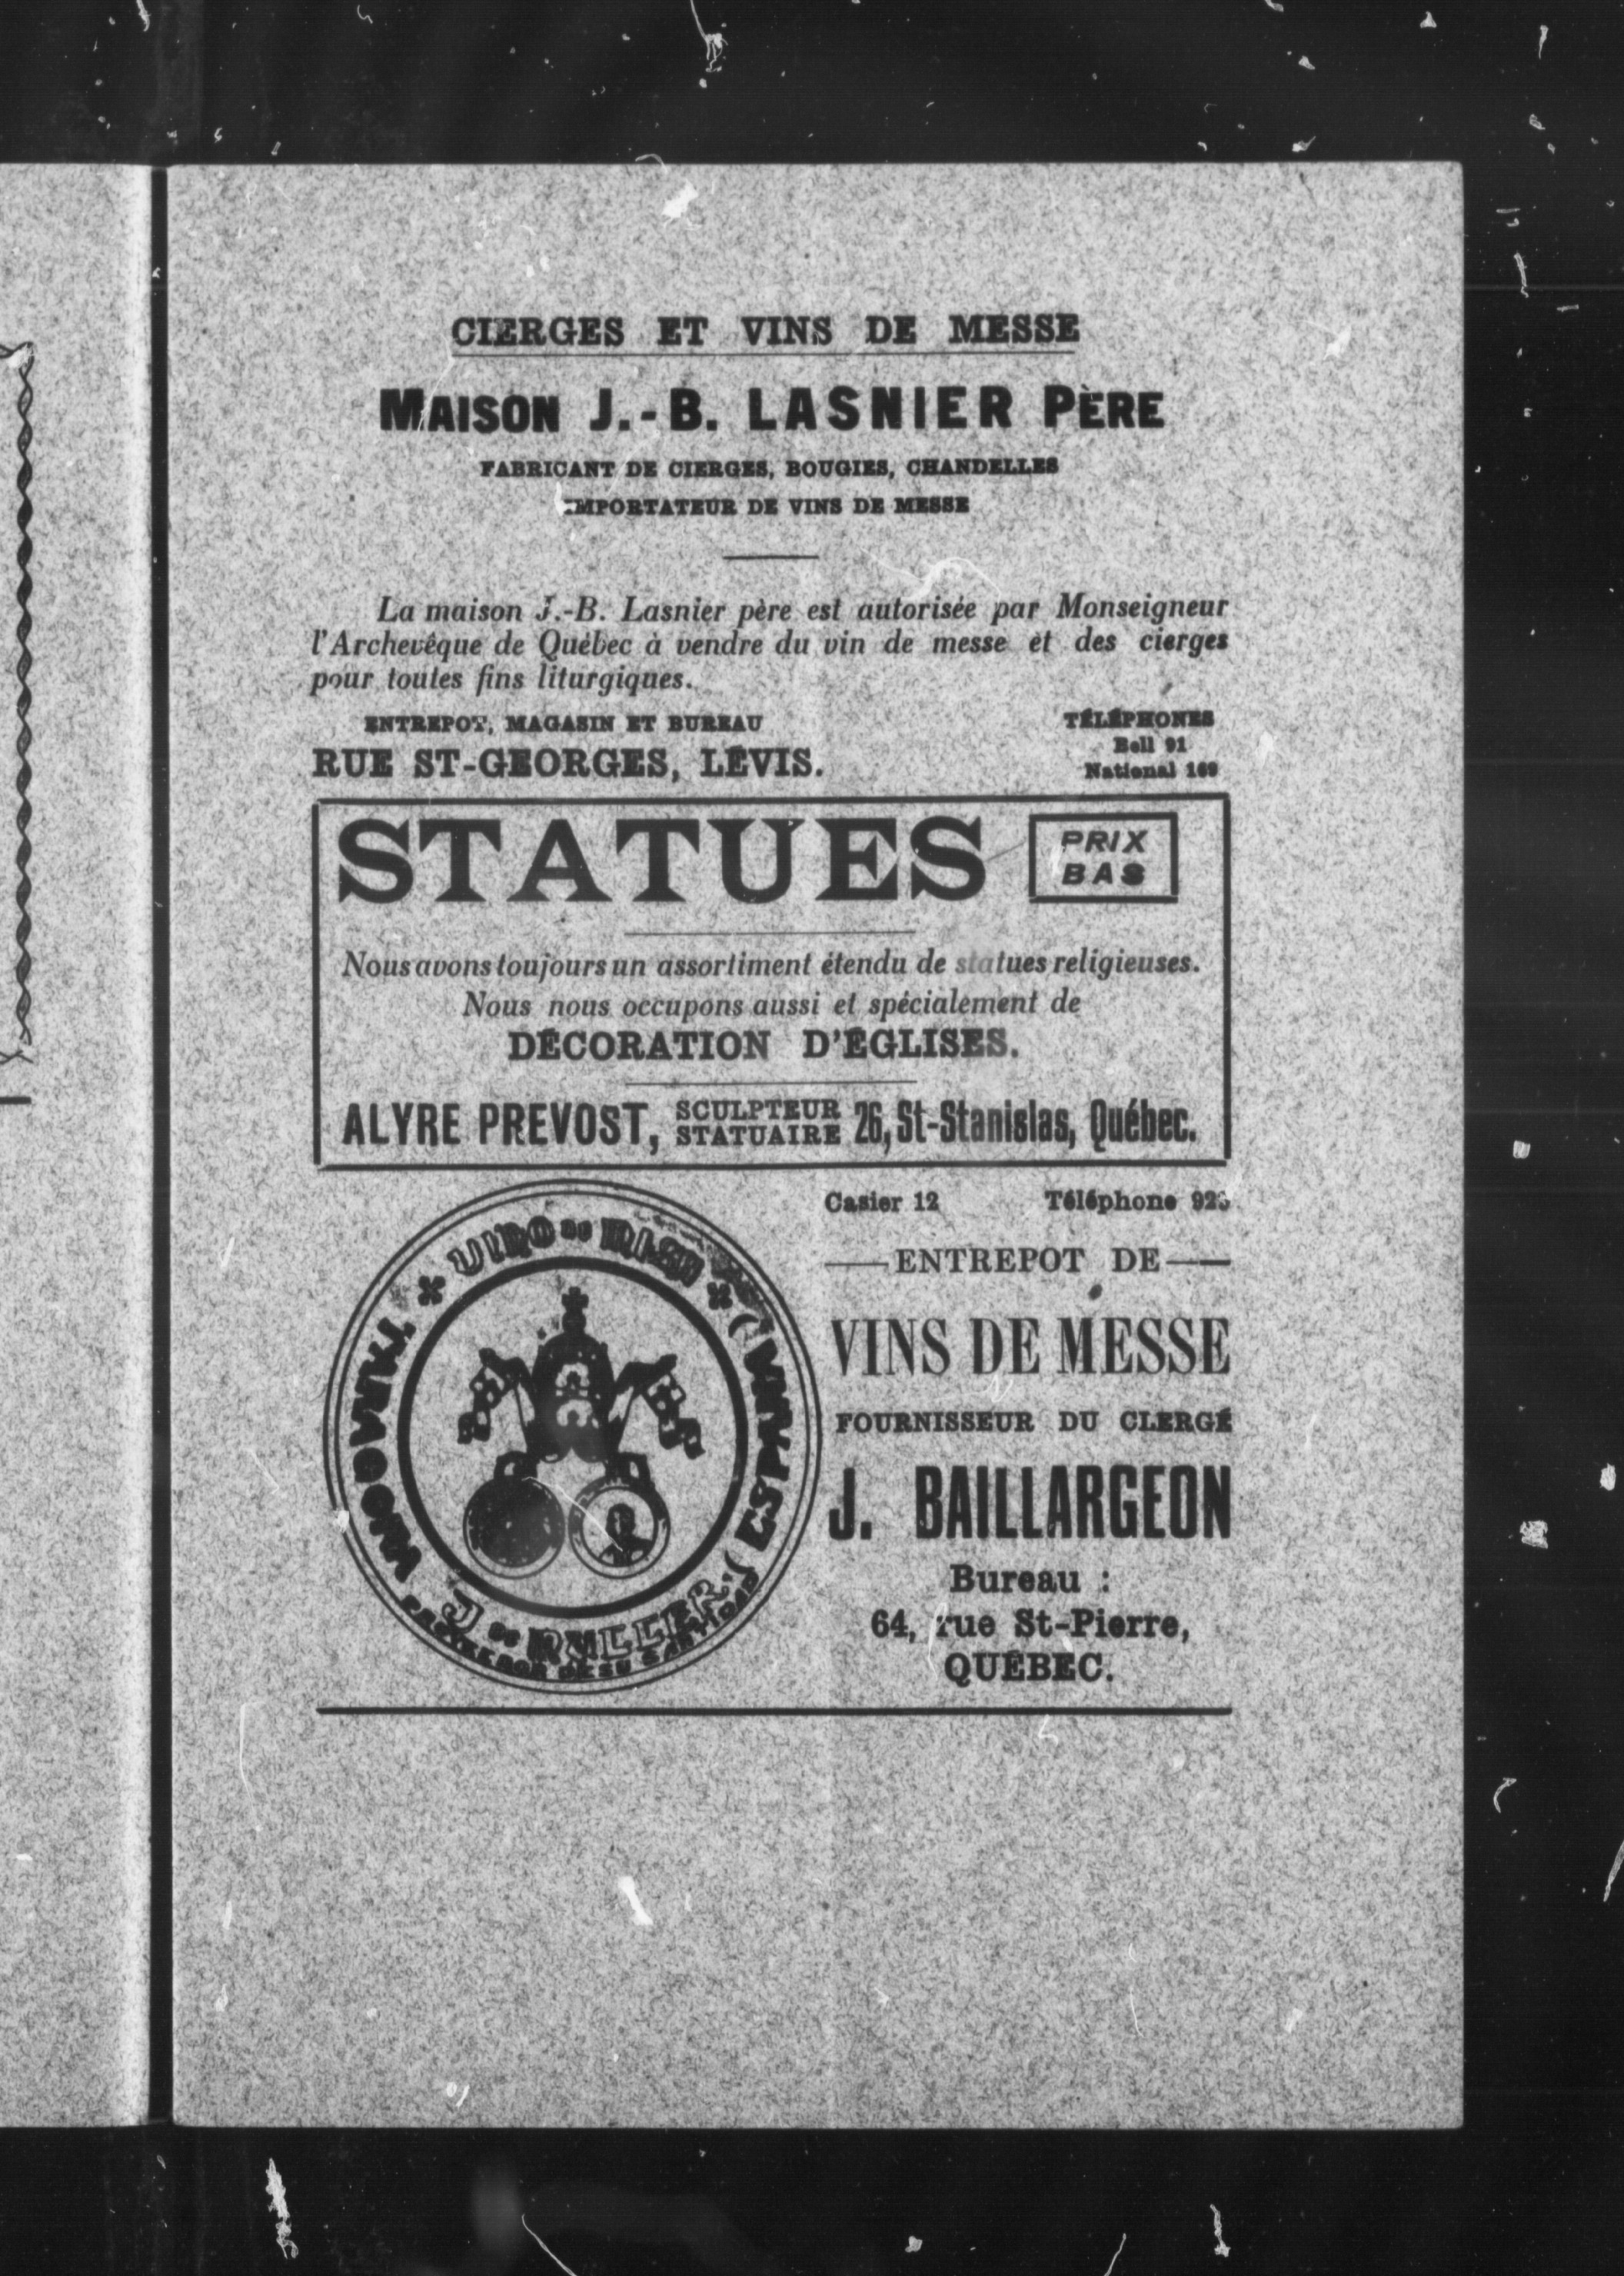 CIERGES ET VINS DE MESSE
MAISON J.-B. LASNIER PÈRE
FABRICANT DE CIERGES, BOUGIES, CHANDELLES
IMPORTATEUR DE VINS DE MESSE
La maison J.-B. Lasnier père est autorisée par Monseigneur
l'Archevêque de Québec à vendre du vin de messe et des cierges
pour toutes fins liturgiques.
ENTREPOT, MAGASIN ET BUREAU
RUE ST-GEORGES, LÉVIS.
TÉLÉPHONES
Bell 91
National 169
STATUES
PRIX
BAS
Nous avons toujours un assortiment étendu de statues religieuses.
Nous nous occupons aussi et spécialement de
DÉCORATION D'ÉGLISES.
ALYRE PREVOST, SCULPTEUR STATUAIRE 26, St-Stanislas, Québec.
TARRAGONA
J DE MULLER
(ESPAÑA)
Casier 12 Téléphone
ENTREPOT DE
VINS DE MESSE
FOURNISSEUR DU CLERGÉ
J. BAILLARGEON
Bureau :
64, rue St-Pierre,
QUÉBEC.